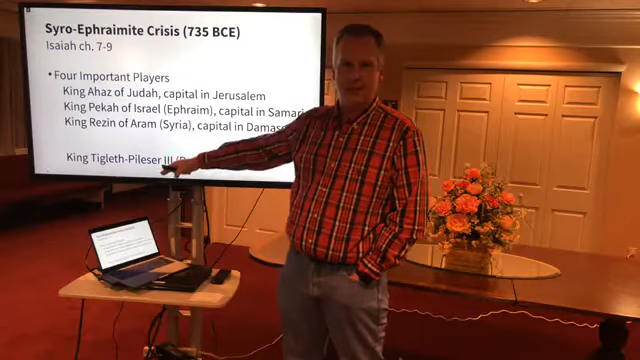 Syro-Ephraimite Crisis (735 BCE)
Isaiah ch. 7-9
•Four Important Players
King Ahaz of Judah, capital in Jerusalem
King Pekah of Israel (Ephraim), capital in Samari
King Rezin of Aram (Syria), capital in Damas
King Tigleth-Pileser III